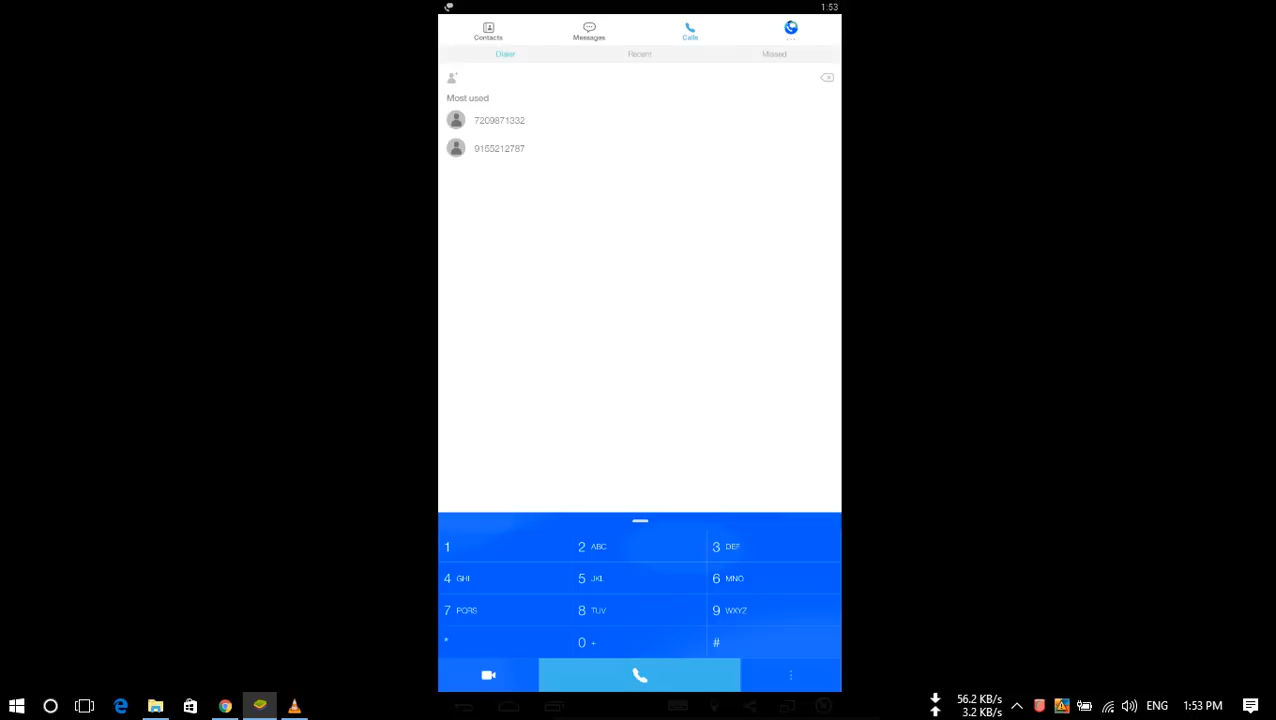 1:53
Contacts Messages Calls ...
Dialer Recent Missed
Most used
7209871332
9155212787
1 2 ABC 3 DEF
4 GHI 5 JKL 6 MNO
7 PQRS 8 TUV 9 WXYZ
* 0 + #
56.2 KB/s
3.2 KB/s
ENG 1:53 PM